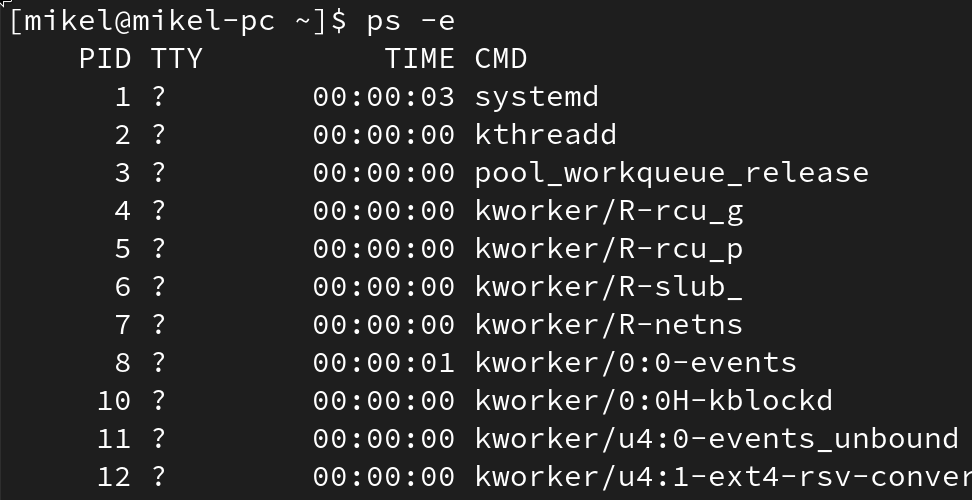 [mikel@mikel-pc ~]$ ps -e
    PID TTY          TIME CMD
      1 ?        00:00:03 systemd
      2 ?        00:00:00 kthreadd
      3 ?        00:00:00 pool_workqueue_release
      4 ?        00:00:00 kworker/R-rcu_g
      5 ?        00:00:00 kworker/R-rcu_p
      6 ?        00:00:00 kworker/R-slub_
      7 ?        00:00:00 kworker/R-netns
      8 ?        00:00:01 kworker/0:0-events
     10 ?        00:00:00 kworker/0:0H-kblockd
     11 ?        00:00:00 kworker/u4:0-events_unbound
     12 ?        00:00:00 kworker/u4:1-ext4-rsv-conver